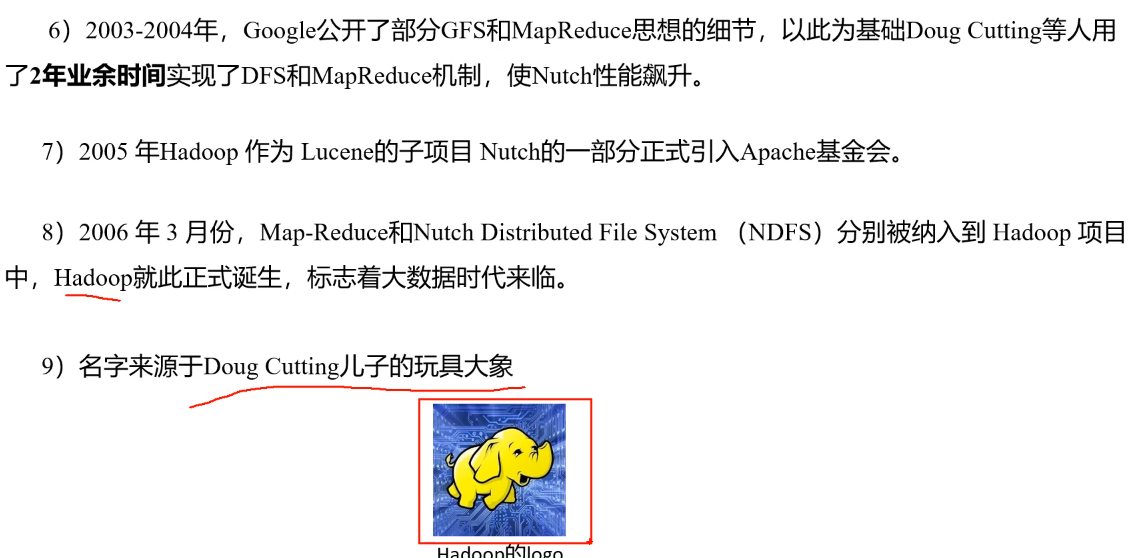 6）2003-2004年，Google公开了部分GFS和MapReduce思想的细节，以此为基础Doug Cutting等人用
了2年业余时间实现了DFS和MapReduce机制，使Nutch性能飙升。
7）2005 年Hadoop 作为 Lucene的子项目 Nutch的一部分正式引入Apache基金会。
8）2006 年 3 月份，Map-Reduce和Nutch Distributed File System （NDFS）分别被纳入到 Hadoop 项目
中，Hadoop就此正式诞生，标志着大数据时代来临。
9）名字来源于Doug Cutting儿子的玩具大象
Hadoop的logo